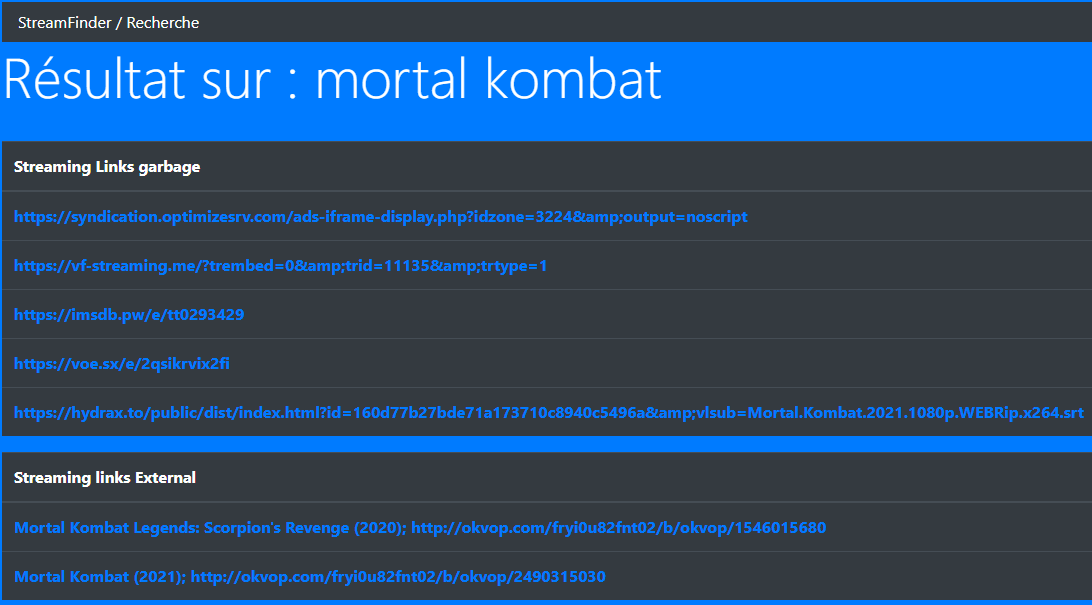 StreamFinder / Recherche
Résultat sur : mortal kombat
Streaming Links garbage
https://syndication.optimizesrv.com/ads-iframe-display.php?idzone=3224&amp;output=noscript
https://vf-streaming.me/?trembed=0&amp;trid=11135&amp;trtype=1
https://imsdb.pw/e/tt0293429
https://voe.sx/e/2qsikrvix2fi
https://hydrax.to/public/dist/index.html?id=160d77b27bde71a173710c8940c5496a&amp;vlsub=Mortal.Kombat.2021.1080p.WEBRip.x264.srt
Streaming links External
Mortal Kombat Legends: Scorpion's Revenge (2020); http://okvop.com/fryi0u82fnt02/b/okvop/1546015680
Mortal Kombat (2021); http://okvop.com/fryi0u82fnt02/b/okvop/2490315030